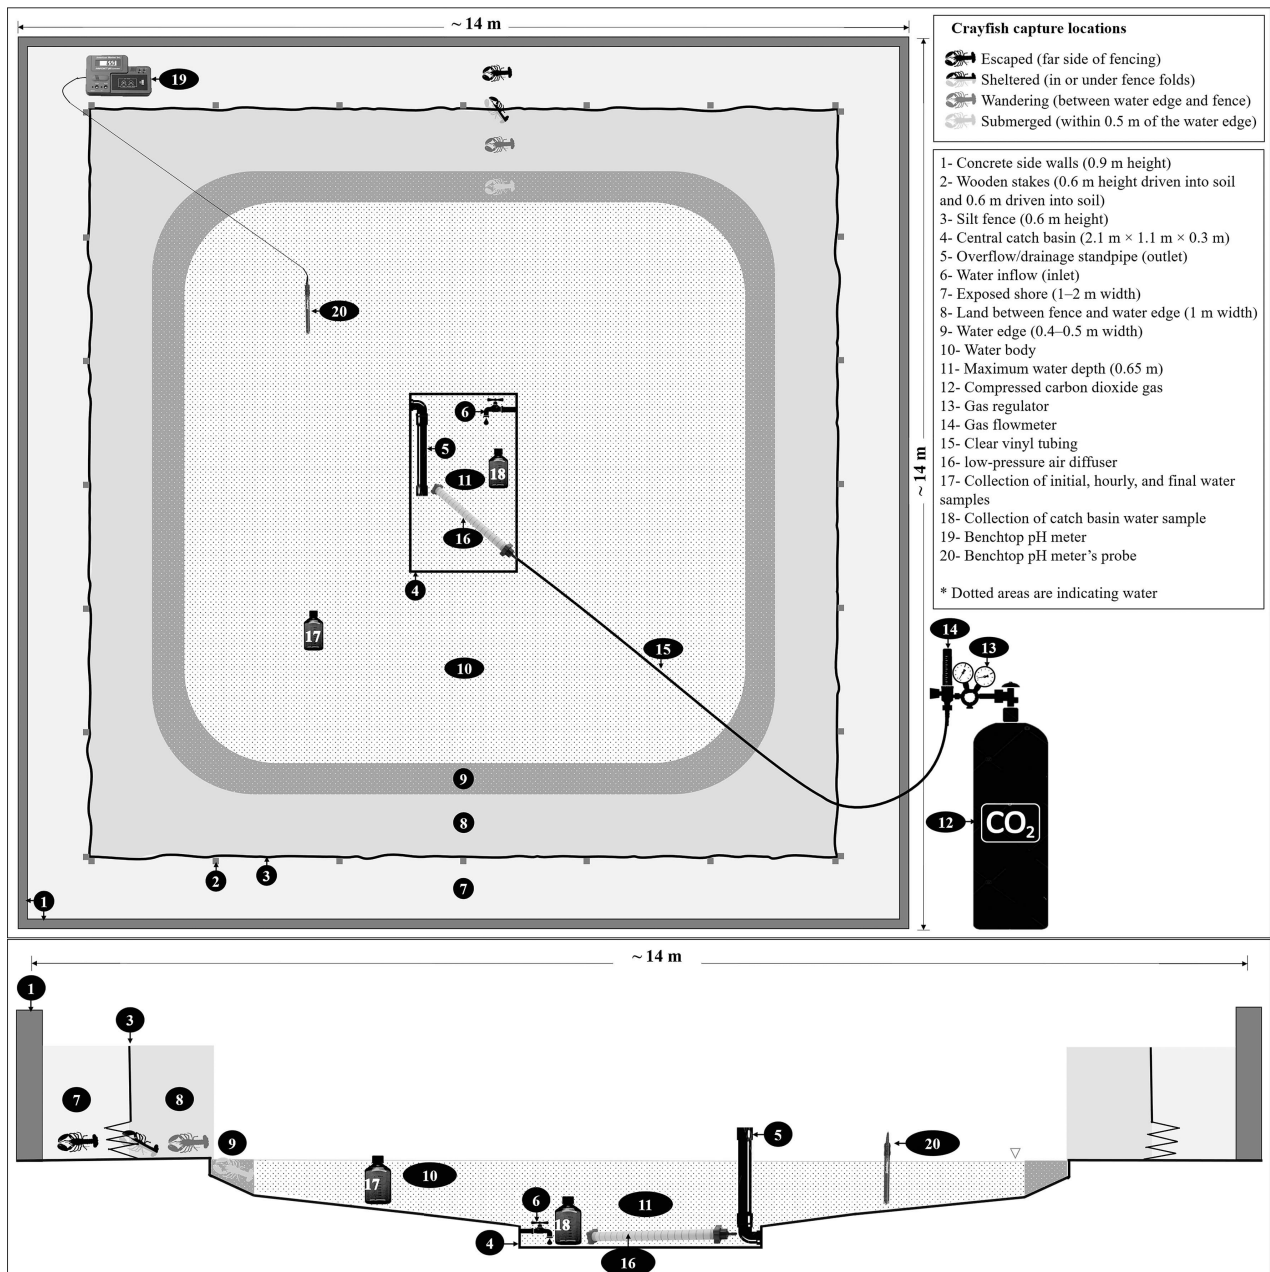 ~ 14 m
Crayfish capture locations
Escaped (far side of fencing)
Sheltered (in or under fence folds)
Wandering (between water edge and fence)
Submerged (within 0.5 m of the water edge)
19
20
6
5
11
18
16
4
17
15
10
9
8
2
3
7
1
~ 14 m
1- Concrete side walls (0.9 m height)
2- Wooden stakes (0.6 m height driven into soil
and 0.6 m driven into soil)
3- Silt fence (0.6 m height)
4- Central catch basin (2.1 m × 1.1 m × 0.3 m)
5- Overflow/drainage standpipe (outlet)
6- Water inflow (inlet)
7- Exposed shore (1–2 m width)
8- Land between fence and water edge (1 m width)
9- Water edge (0.4–0.5 m width)
10- Water body
11- Maximum water depth (0.65 m)
12- Compressed carbon dioxide gas
13- Gas regulator
14- Gas flowmeter
15- Clear vinyl tubing
16- low-pressure air diffuser
17- Collection of initial, hourly, and final water
samples
18- Collection of catch basin water sample
19- Benchtop pH meter
20- Benchtop pH meter’s probe
* Dotted areas are indicating water
14
13
12
CO₂
~ 14 m
1
3
7
8
9
17
10
6
18
11
5
20
4
16